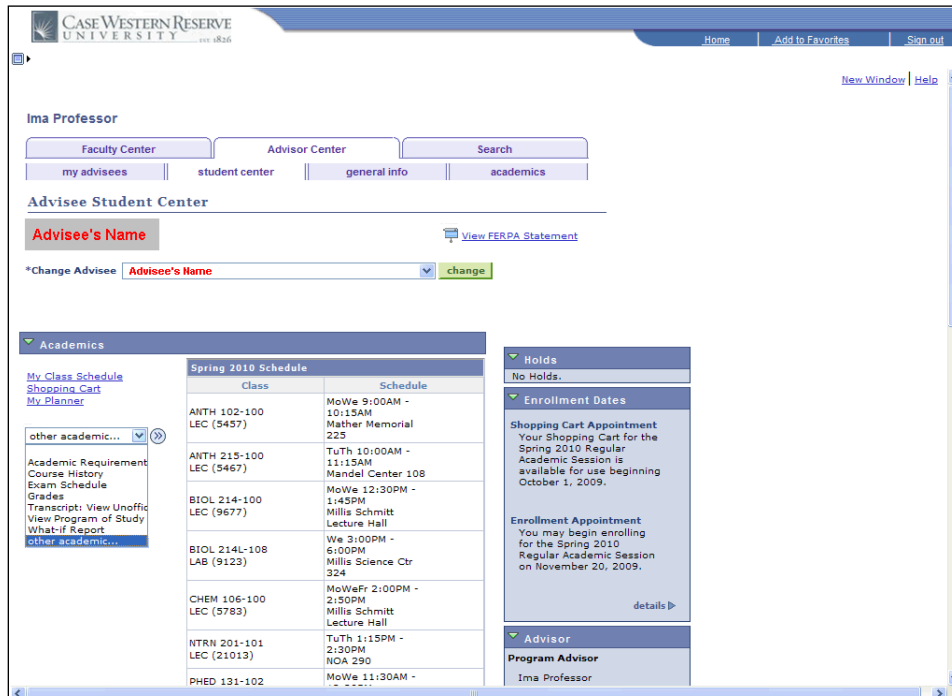 CASE WESTERN RESERVE
UNIVERSITY EST 1826
Home
Add to Favorites
Sign out
New Window
Help
Ima Professor
Faculty Center
Advisor Center
Search
my advisees
student center
general info
academics
Advisee Student Center
Advisee's Name
View FERPA Statement
*Change Advisee
Advisee's Name
change
Academics
My Class Schedule
Shopping Cart
My Planner
other academic...
Academic Requirement
Course History
Exam Schedule
Grades
Transcript: View Unoffic
View Program of Study
What-if Report
other academic...
Spring 2010 Schedule
Class
Schedule
ANTH 102-100
LEC (5457)
MoWe 9:00AM -
10:15AM
Mather Memorial
225
ANTH 215-100
LEC (5467)
TuTh 10:00AM -
11:15AM
Mandel Center 108
BIOL 214-100
LEC (9677)
MoWe 12:30PM -
1:45PM
Millis Schmitt
Lecture Hall
BIOL 214L-108
LAB (9123)
We 3:00PM -
6:00PM
Millis Science Ctr
324
CHEM 106-100
LEC (5783)
MoWeFr 2:00PM -
2:50PM
Millis Schmitt
Lecture Hall
NTRN 201-101
LEC (21013)
TuTh 1:15PM -
2:30PM
NOA 290
PHED 131-102
MoWe 11:30AM -
Holds
No Holds.
Enrollment Dates
Shopping Cart Appointment
Your Shopping Cart for the
Spring 2010 Regular
Academic Session is
available for use beginning
October 1, 2009.
Enrollment Appointment
You may begin enrolling
for the Spring 2010
Regular Academic Session
on November 20, 2009.
details
Advisor
Program Advisor
Ima Professor